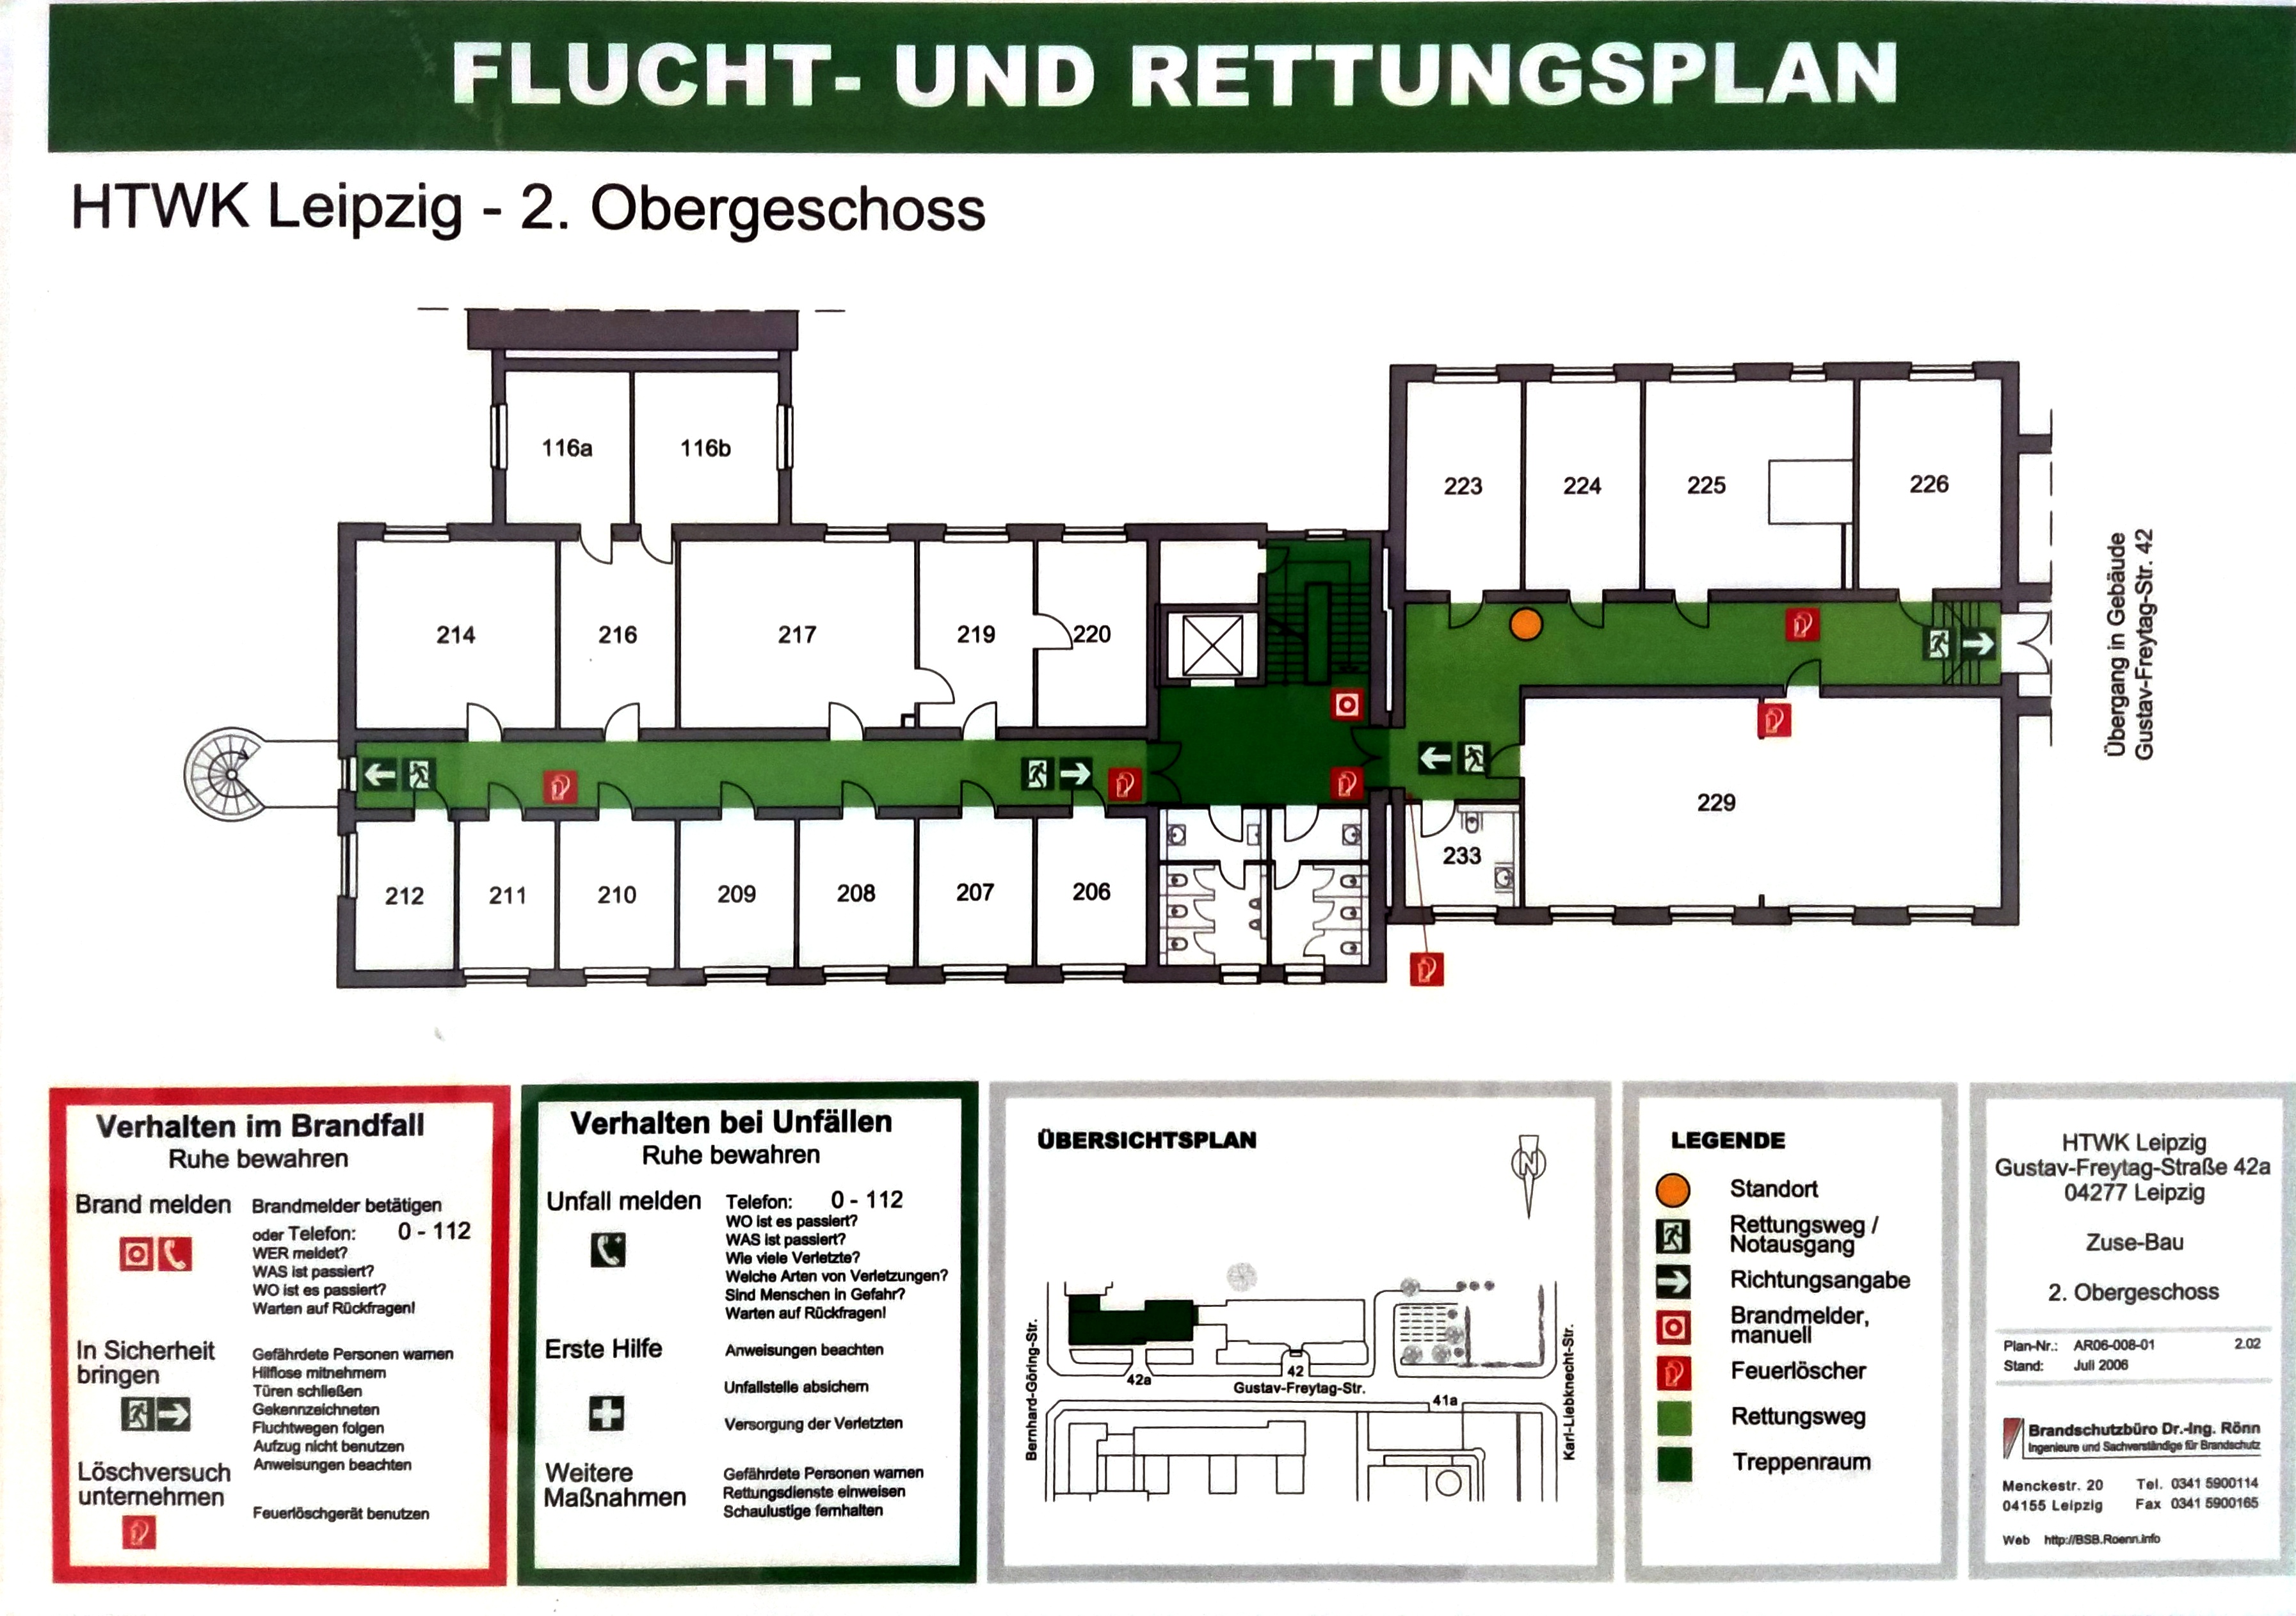 FLUCHT- UND RETTUNGSPLAN
HTWK Leipzig - 2. Obergeschoss
116a
116b
223
224
225
226
214
216
217
219
220
212
211
210
209
208
207
206
233
229
Übergang in Gebäude
Gustav-Freytag-Str. 42
Verhalten im Brandfall
Ruhe bewahren
Brand melden
Brandmelder betätigen
oder Telefon: 0 - 112
WER meldet?
WAS ist passiert?
WO ist es passiert?
Warten auf Rückfragen!
In Sicherheit
bringen
Gefährdete Personen warnen
Hilflose mitnehmem
Türen schließen
Gekennzeichneten
Fluchtwegen folgen
Aufzug nicht benutzen
Anweisungen beachten
Löschversuch
unternehmen
Feuerlöschgerät benutzen
Verhalten bei Unfällen
Ruhe bewahren
Unfall melden
Telefon: 0 - 112
WO ist es passiert?
WAS ist passiert?
Wie viele Verletzte?
Welche Arten von Verletzungen?
Sind Menschen in Gefahr?
Warten auf Rückfragen!
Erste Hilfe
Anweisungen beachten
Unfallstelle absichern
Versorgung der Verletzten
Weitere
Maßnahmen
Gefährdete Personen warnen
Rettungsdienste einweisen
Schaulustige fernhalten
ÜBERSICHTSPLAN
N
Bernhard-Göring-Str.
42a
42
Gustav-Freytag-Str.
41a
Karl-Liebknecht-Str.
LEGENDE
Standort
Rettungsweg /
Notausgang
Richtungsangabe
Brandmelder,
manuell
Feuerlöscher
Rettungsweg
Treppenraum
HTWK Leipzig
Gustav-Freytag-Straße 42a
04277 Leipzig
Zuse-Bau
2. Obergeschoss
Plan-Nr.: AR06-008-01 2.02
Stand: Juli 2006
Brandschutzbüro Dr.-Ing. Rönn
Ingenieure und Sachverständige für Brandschutz
Menckestr. 20 Tel. 0341 5900114
04155 Leipzig Fax 0341 5900165
Web http://BSB.Roenn.info